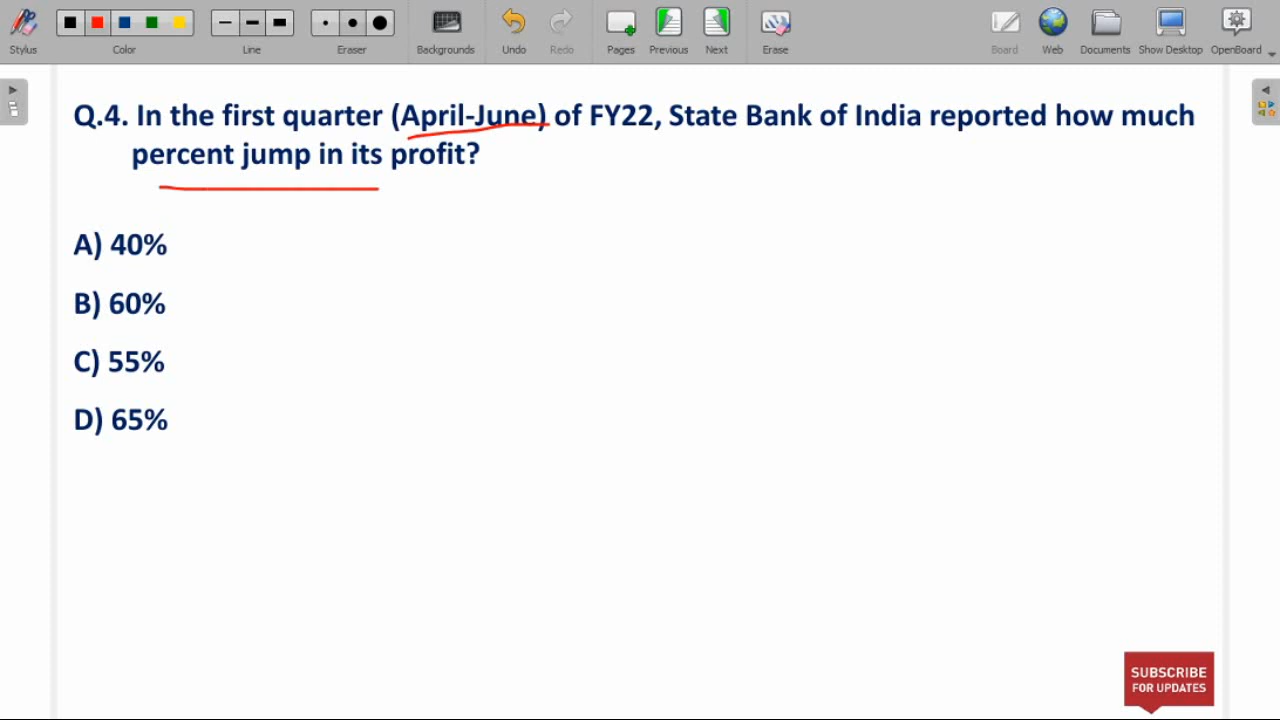 Stylus Color Line Eraser Backgrounds Undo Redo Pages Previous Next Erase Board Web Documents Show Desktop OpenBoard
Q.4. In the first quarter (April-June) of FY22, State Bank of India reported how much
percent jump in its profit?
A) 40%
B) 60%
C) 55%
D) 65%
SUBSCRIBE
FOR UPDATES